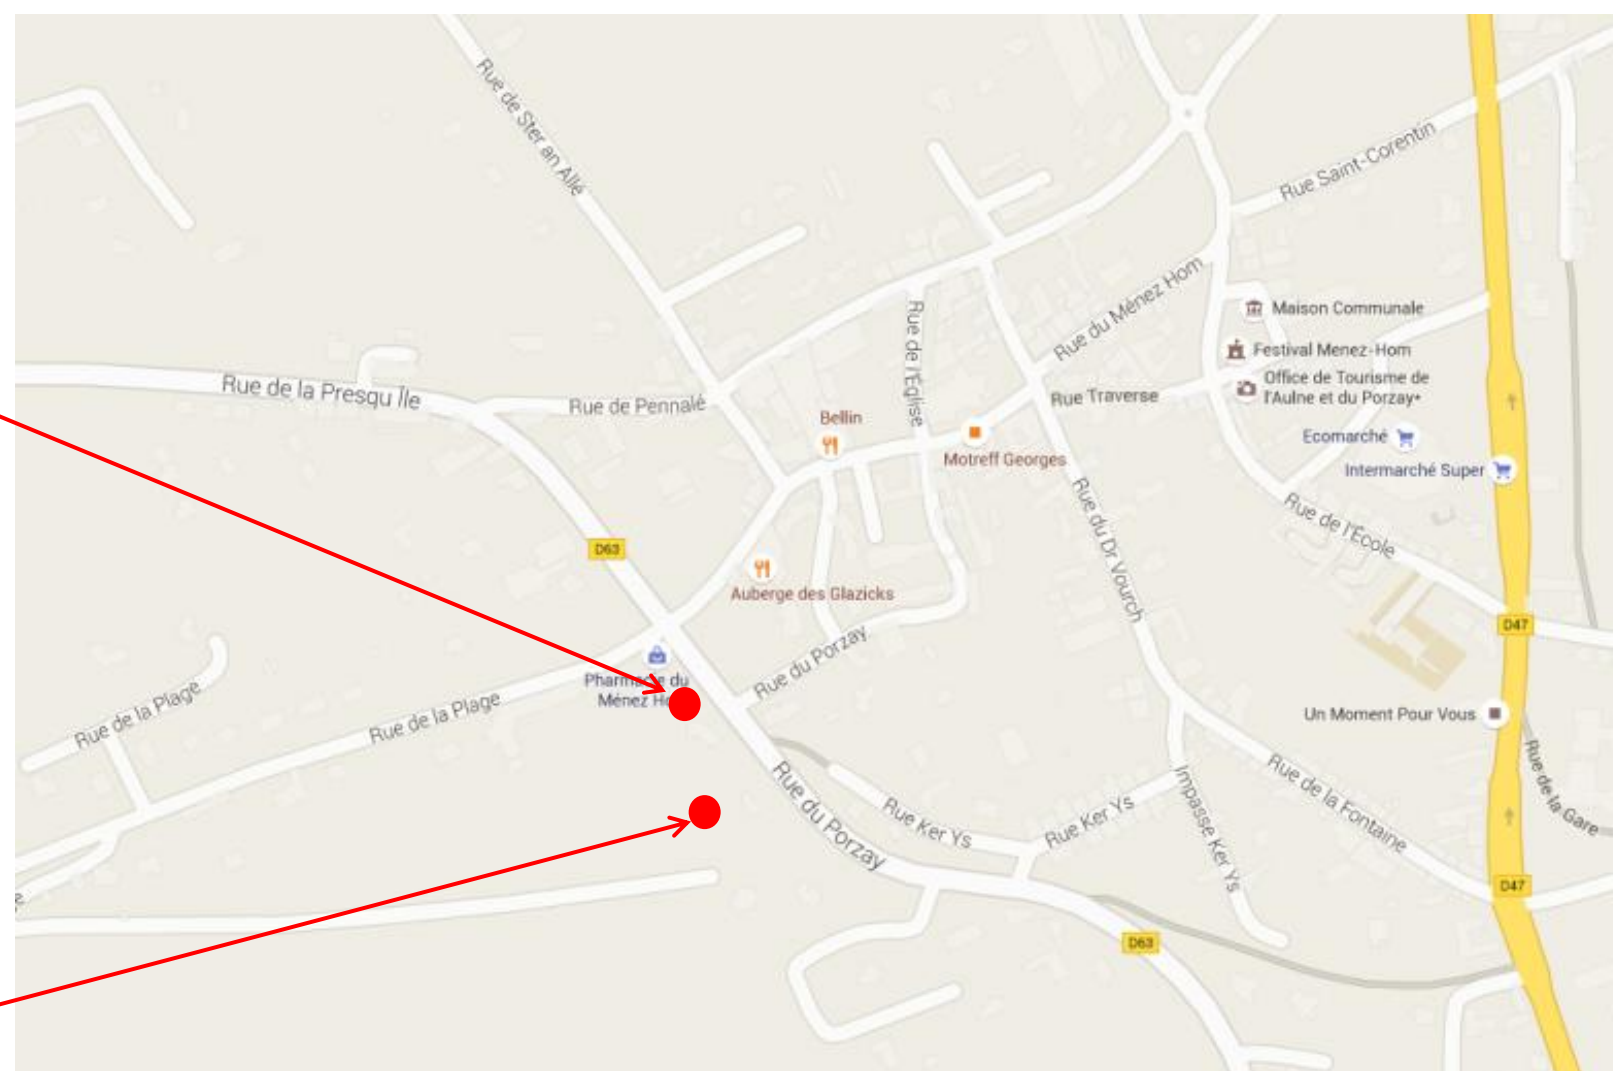 Rue de Ster an Allé
Rue Saint-Corentin
Rue du Ménez Hom
Maison Communale
Festival Menez-Hom
Office de Tourisme de
l'Aulne et du Porzay
Rue de la Presqu Île
Rue de Pennalé
Rue de l'Église
Rue Traverse
Bellin
Motreff Georges
Ecomarché
Intermarché Super
Rue du Dr Vourch
Rue de l'École
D63
Auberge des Glazicks
D47
Rue du Porzay
Pharmacie du
Ménez
Rue de la Plage
Rue de la Plage
Un Moment Pour Vous
Rue de la Gare
Rue du Porzay
Rue Ker Ys
Rue Ker Ys
Impasse Ker Ys
Rue de la Fontaine
D47
D63